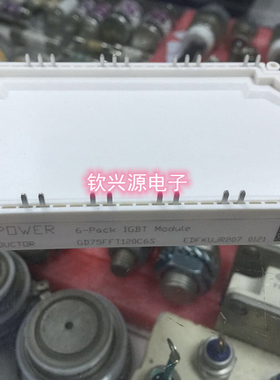 钦兴源电子
POWER 6-Pack IGBT Module
DUCTOR GD75FFT120C6S